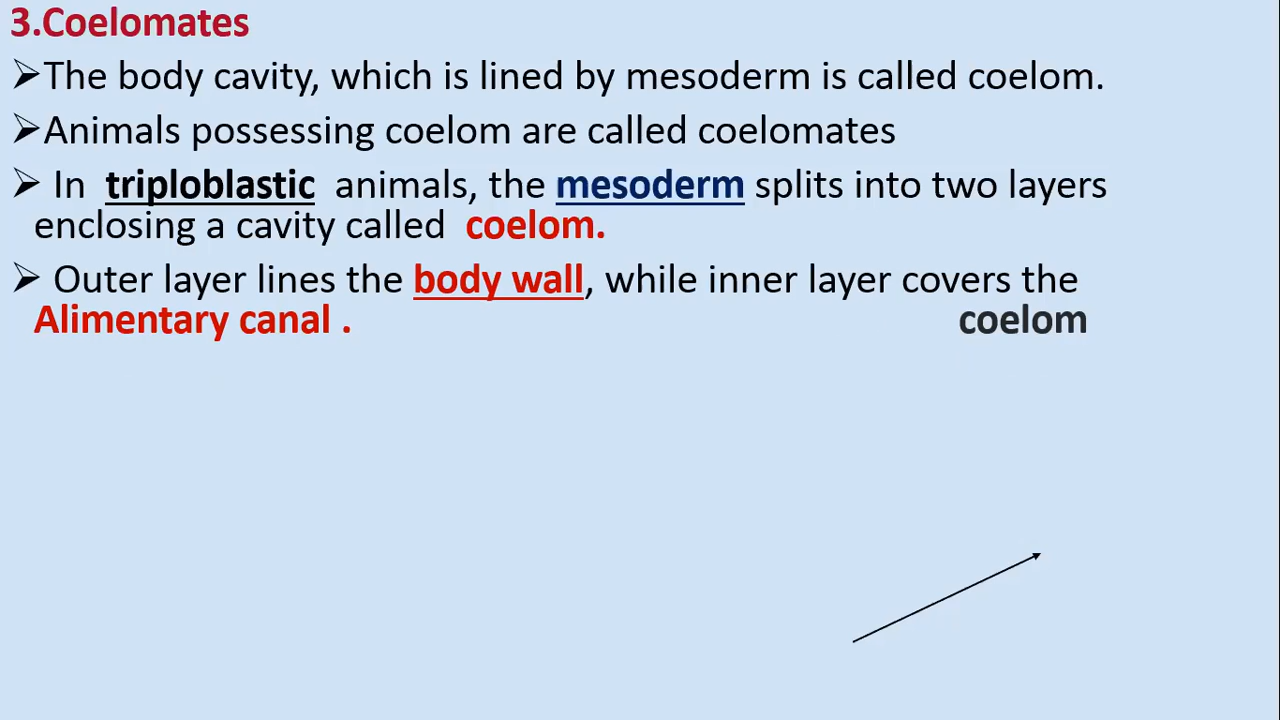 3.Coelomates
➢The body cavity, which is lined by mesoderm is called coelom.
➢Animals possessing coelom are called coelomates
➢ In triploblastic animals, the mesoderm splits into two layers
enclosing a cavity called coelom.
➢ Outer layer lines the body wall, while inner layer covers the
Alimentary canal . coelom